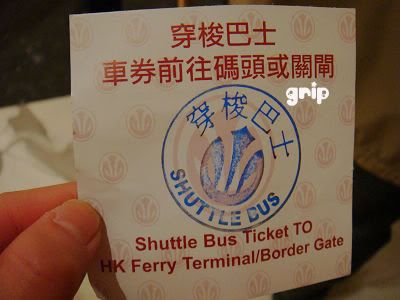 穿梭巴士
車券前往碼頭或關閘
grip
穿梭巴士
SHUTTLE BUS
Shuttle Bus Ticket TO
HK Ferry Terminal/Border Gate